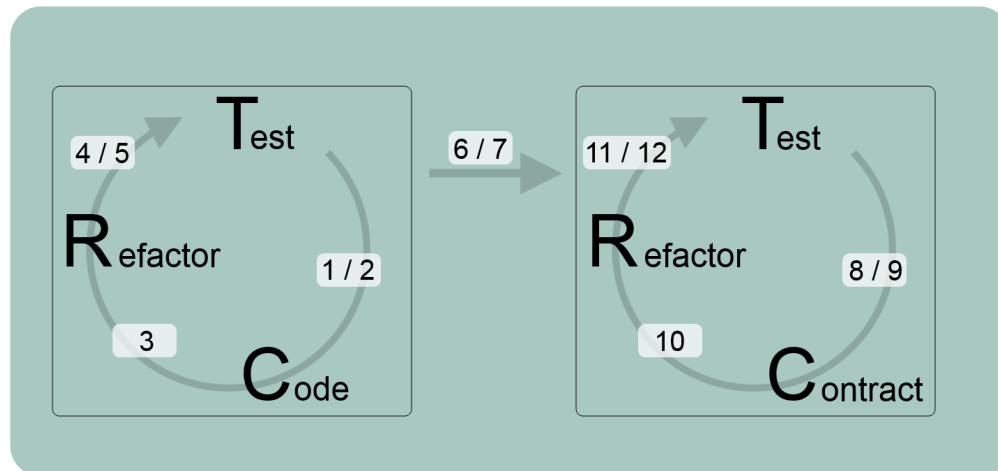 Test
4 / 5
Refactor
1 / 2
3
Code
6 / 7
Test
11 / 12
Refactor
8 / 9
10
Contract